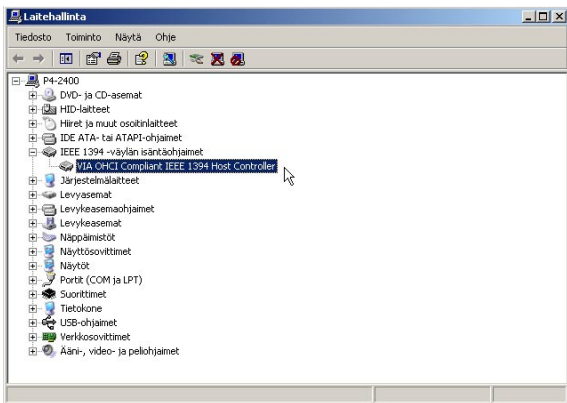 Laitehallinta
Tiedosto Toiminto Näytä Ohje
P4-2400
DVD- ja CD-asemat
HID-laitteet
Hiiret ja muut osoitinlaitteet
IDE ATA- tai ATAPI-ohjaimet
IEEE 1394 -väylän isäntäohjaimet
VIA OHCI Compliant IEEE 1394 Host Controller
Järjestelmälaitteet
Levyasemat
Levykeasemaohjaimet
Levykeasemat
Näppäimistöt
Näyttösovittimet
Näytöt
Portit (COM ja LPT)
Suorittimet
Tietokone
USB-ohjaimet
Verkkosovittimet
Ääni-, video- ja peliohjaimet